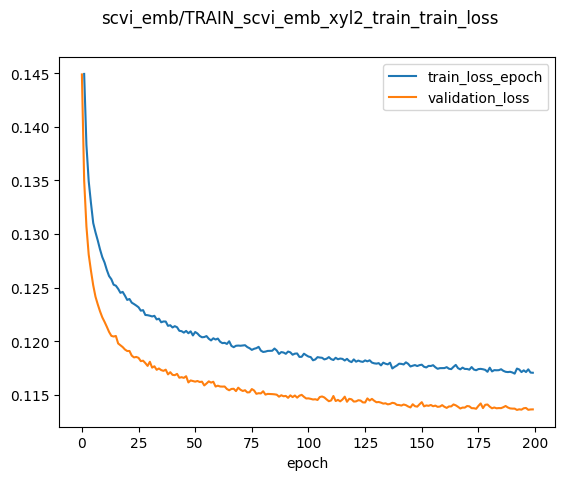 scvi_emb/TRAIN_scvi_emb_xyl2_train_train_loss
train_loss_epoch
validation_loss
0.145
0.140
0.135
0.130
0.125
0.120
0.115
0 25 50 75 100 125 150 175 200
epoch